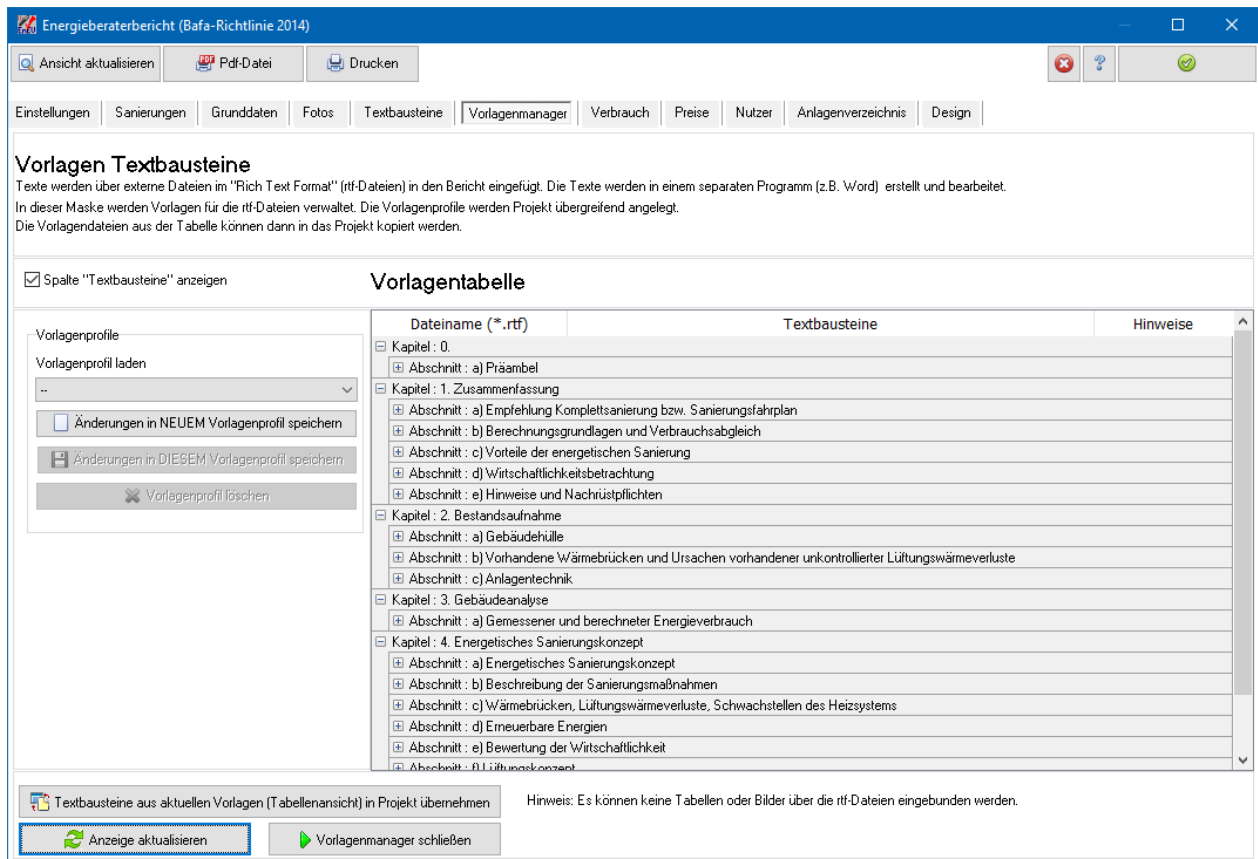 Energieberaterbericht (Bafa-Richtlinie 2014)
Ansicht aktualisieren Pdf-Datei Drucken
Einstellungen Sanierungen Grunddaten Fotos Textbausteine Vorlagenmanager Verbrauch Preise Nutzer Anlagenverzeichnis Design
Vorlagen Textbausteine
Texte werden über externe Dateien im "Rich Text Format" (rtf-Dateien) in den Bericht eingefügt. Die Texte werden in einem separaten Programm (z.B. Word) erstellt und bearbeitet.
In dieser Maske werden Vorlagen für die rtf-Dateien verwaltet. Die Vorlagenprofile werden Projekt übergreifend angelegt.
Die Vorlagendateien aus der Tabelle können dann in das Projekt kopiert werden.
Spalte "Textbausteine" anzeigen
Vorlagentabelle
Vorlagenprofile
Vorlagenprofil laden
--
Änderungen in NEUEM Vorlagenprofil speichern
Änderungen in DIESEM Vorlagenprofil speichern
Vorlagenprofil löschen
Dateiname (*.rtf) Textbausteine Hinweise
Kapitel : 0.
Abschnitt : a) Präambel
Kapitel : 1. Zusammenfassung
Abschnitt : a) Empfehlung Komplettsanierung bzw. Sanierungsfahrplan
Abschnitt : b) Berechnungsgrundlagen und Verbrauchsabgleich
Abschnitt : c) Vorteile der energetischen Sanierung
Abschnitt : d) Wirtschaftlichkeitsbetrachtung
Abschnitt : e) Hinweise und Nachrüstpflichten
Kapitel : 2. Bestandsaufnahme
Abschnitt : a) Gebäudehülle
Abschnitt : b) Vorhandene Wärmebrücken und Ursachen vorhandener unkontrollierter Lüftungswärmeverluste
Abschnitt : c) Anlagentechnik
Kapitel : 3. Gebäudeanalyse
Abschnitt : a) Gemessener und berechneter Energieverbrauch
Kapitel : 4. Energetisches Sanierungskonzept
Abschnitt : a) Energetisches Sanierungskonzept
Abschnitt : b) Beschreibung der Sanierungsmaßnahmen
Abschnitt : c) Wärmebrücken, Lüftungswärmeverluste, Schwachstellen des Heizsystems
Abschnitt : d) Erneuerbare Energien
Abschnitt : e) Bewertung der Wirtschaftlichkeit
Abschnitt : f) Lüftungskonzept
Textbausteine aus aktuellen Vorlagen (Tabellenansicht) in Projekt übernehmen
Hinweis: Es können keine Tabellen oder Bilder über die rtf-Dateien eingebunden werden.
Anzeige aktualisieren Vorlagenmanager schließen